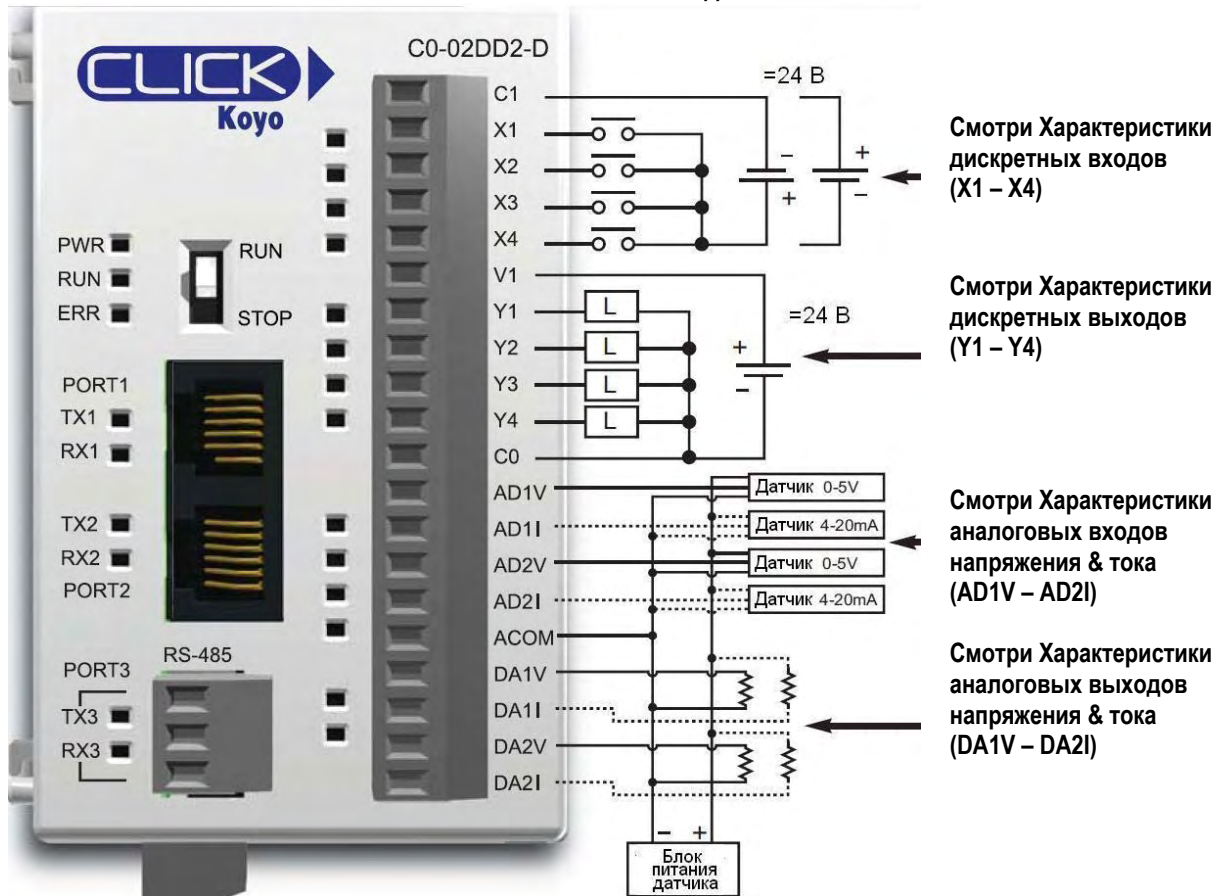 CLICK
Koyo
C0-02DD2-D
PWR
RUN
ERR
RUN
STOP
PORT1
TX1
RX1
TX2
RX2
PORT2
RS-485
PORT3
TX3
RX3
C1
X1
X2
X3
X4
V1
Y1
Y2
Y3
Y4
C0
AD1V
AD1I
AD2V
AD2I
ACOM
DA1V
DA1I
DA2V
DA2I
=24 В
-
+
+
-
L
L
L
L
=24 В
+
-
Датчик 0-5V
Датчик 4-20mA
Датчик 0-5V
Датчик 4-20mA
- +
Блок
питания
датчика
Смотри Характеристики
дискретных входов
(X1 – X4)
Смотри Характеристики
дискретных выходов
(Y1 – Y4)
Смотри Характеристики
аналоговых входов
напряжения & тока
(AD1V – AD2I)
Смотри Характеристики
аналоговых выходов
напряжения & тока
(DA1V – DA2I)